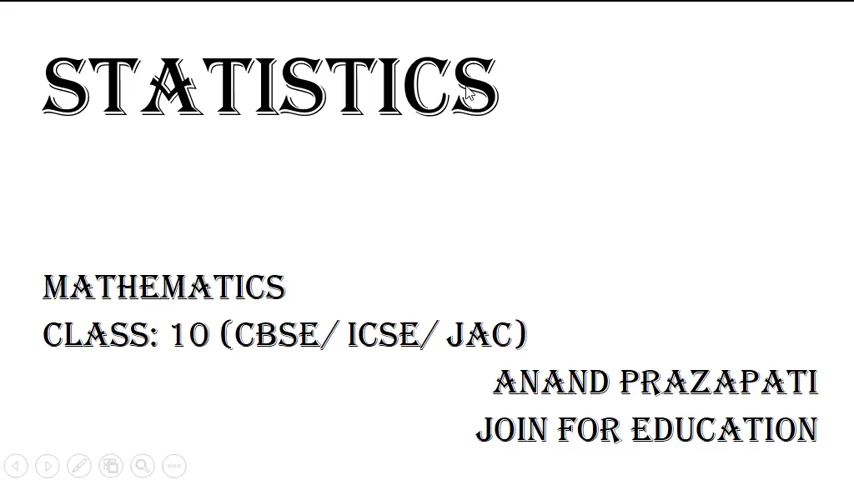 STATISTICS
MATHEMATICS
CLASS: 10 (CBSE/ ICSE/ JAC)
ANAND PRAZAPATI
JOIN FOR EDUCATION